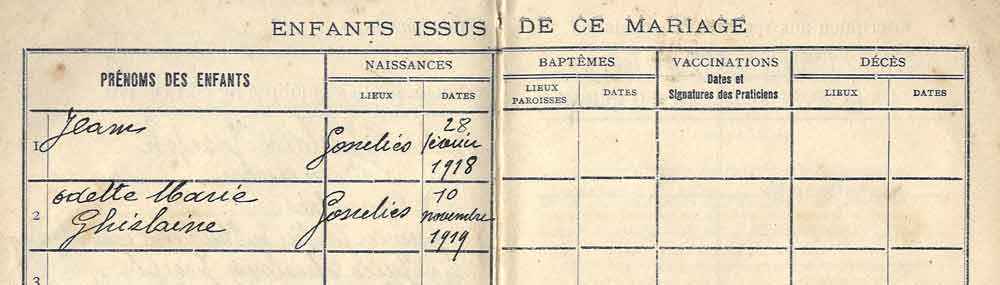 ENFANTS ISSUS DE CE MARIAGE
PRÉNOMS DES ENFANTS
NAISSANCES
BAPTÊMES
VACCINATIONS
Dates et
Signatures des Praticiens
DÉCÈS
LIEUX
DATES
LIEUX
PAROISSES
DATES
LIEUX
DATES
1
Jean
Gosselies
28
février
1918
2
Odette Marie
Ghislaine
Gosselies
10
novembre
1919
3